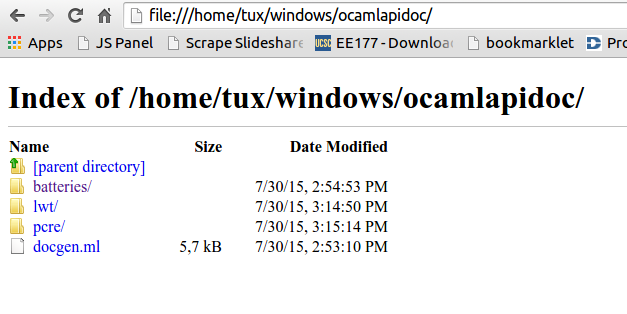 file:///home/tux/windows/ocamlapidoc/
Apps JS Panel Scrape Slideshare UCSC EE177 - Download bookmarklet Pro
Index of /home/tux/windows/ocamlapidoc/
Name Size Date Modified
[parent directory]
batteries/ 7/30/15, 2:54:53 PM
lwt/ 7/30/15, 3:14:50 PM
pcre/ 7/30/15, 3:15:14 PM
docgen.ml 5,7 kB 7/30/15, 2:53:10 PM